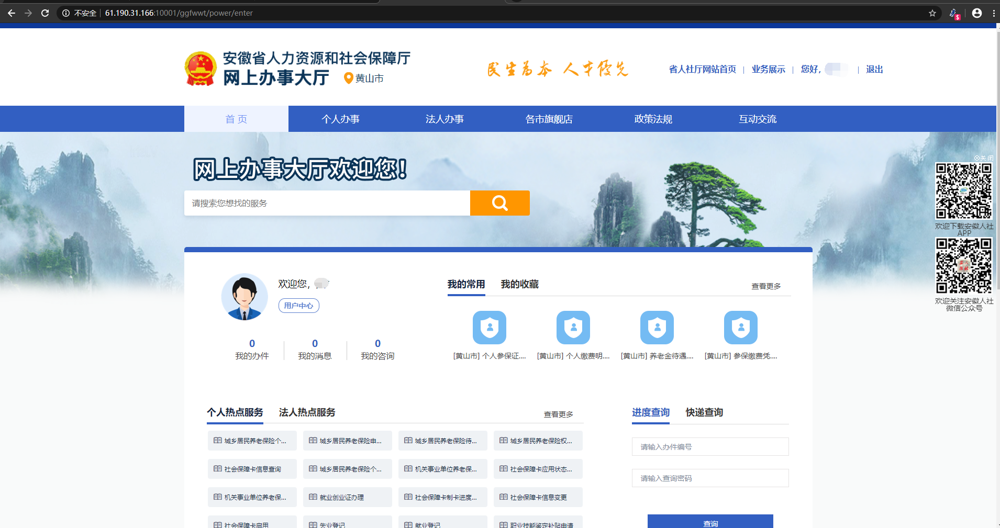 不安全 61.190.31.166:10001/ggfwwt/power/enter
安徽省人力资源和社会保障厅
网上办事大厅 黄山市
民生为本 人才优先
省人社厅网站首页 | 业务展示 | 您好, | 退出
首 页 个人办事 法人办事 各市旗舰店 政策法规 互动交流
网上办事大厅欢迎您!
请搜索您想找的服务
⊗关闭
欢迎下载安徽人社
APP
欢迎关注安徽人社
微信公众号
欢迎您,
用户中心
0 0 0
我的办件 我的消息 我的咨询
我的常用 我的收藏 查看更多
[黄山市] 个人参保证.... [黄山市] 个人缴费明.... [黄山市] 养老金待遇.... [黄山市] 参保缴费凭....
个人热点服务 法人热点服务 查看更多
城乡居民养老保险个... 城乡居民养老保险申... 城乡居民养老保险待... 城乡居民养老保险权...
社会保障卡信息查询 城乡居民养老保险个... 机关事业单位养老保... 社会保障卡应用状态...
机关事业单位养老保... 就业创业证办理 社会保障卡制卡进度... 社会保障卡信息变更
社会保障卡启用 失业登记 就业登记 职业技能鉴定补贴申请
进度查询 快递查询
请输入办件编号
请输入查询密码
查询